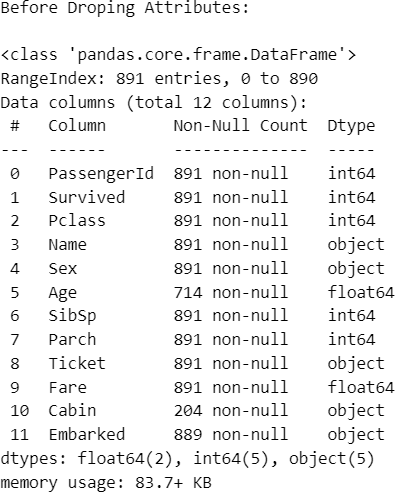 Before Droping Attributes:
<class 'pandas.core.frame.DataFrame'>
RangeIndex: 891 entries, 0 to 890
Data columns (total 12 columns):
 #   Column       Non-Null Count  Dtype
---  ------       --------------  -----
 0   PassengerId  891 non-null    int64
 1   Survived     891 non-null    int64
 2   Pclass       891 non-null    int64
 3   Name         891 non-null    object
 4   Sex          891 non-null    object
 5   Age          714 non-null    float64
 6   SibSp        891 non-null    int64
 7   Parch        891 non-null    int64
 8   Ticket       891 non-null    object
 9   Fare         891 non-null    float64
 10  Cabin        204 non-null    object
 11  Embarked     889 non-null    object
dtypes: float64(2), int64(5), object(5)
memory usage: 83.7+ KB